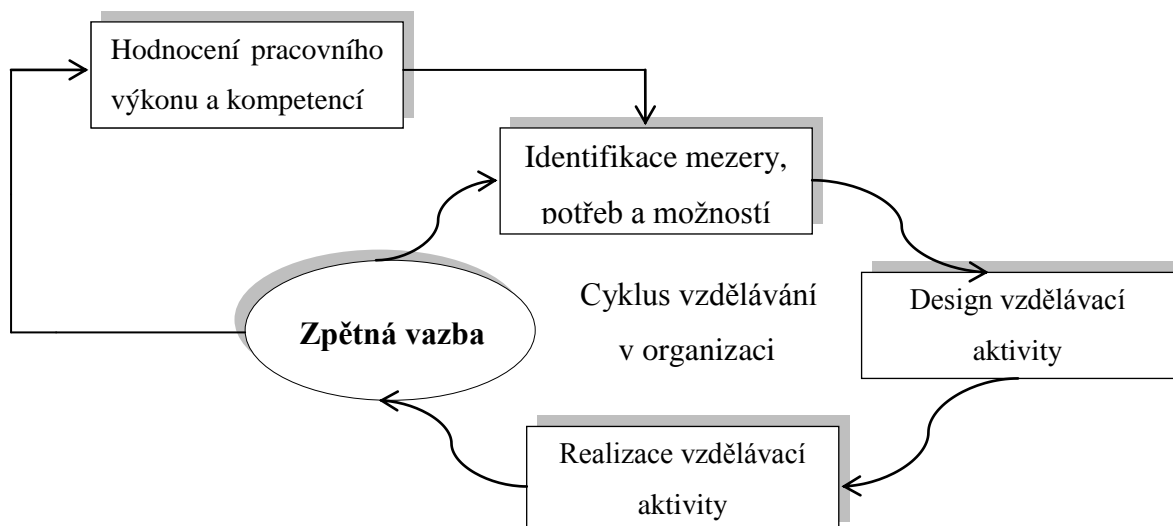 Hodnocení pracovního
výkonu a kompetencí
Identifikace mezery,
potřeb a možností
Cyklus vzdělávání
v organizaci
Design vzdělávací
aktivity
Zpětná vazba
Realizace vzdělávací
aktivity